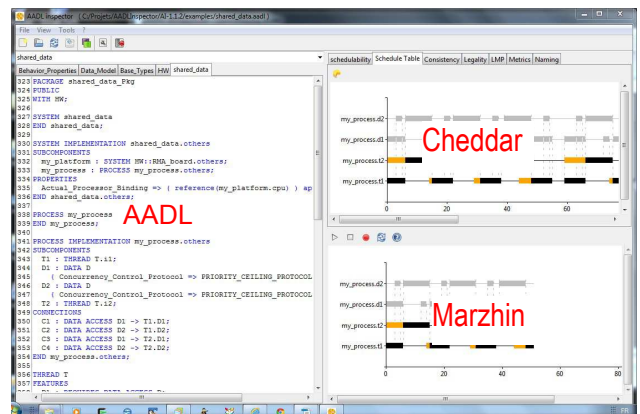 AADL inspector ( C:/Projets/AADLInspector/AI-1.1.2/examples/shared_data.aadl )
File View Tools ?
shared_data
Behavior_Properties Data_Model Base_Types HW shared_data
323 PACKAGE shared_data_Pkg
324 PUBLIC
325 WITH HW;
326
327 SYSTEM shared_data
328 END shared_data;
329
330 SYSTEM IMPLEMENTATION shared_data.others
331 SUBCOMPONENTS
332 my_platform : SYSTEM HW::RMA_board.others;
333 my_process : PROCESS my_process.others;
334 PROPERTIES
335 Actual_Processor_Binding => ( reference(my_platform.cpu) ) ap
336 END shared_data.others;
337
338 PROCESS my_process
339 END my_process;
340
341 PROCESS IMPLEMENTATION my_process.others
342 SUBCOMPONENTS
343 T1 : THREAD T.i1;
344 D1 : DATA D
345 { Concurrency_Control_Protocol => PRIORITY_CEILING_PROTOCOL
346 D2 : DATA D
347 { Concurrency_Control_Protocol => PRIORITY_CEILING_PROTOCOL
348 T2 : THREAD T.i2;
349 CONNECTIONS
350 C1 : DATA ACCESS D1 -> T1.D1;
351 C2 : DATA ACCESS D2 -> T1.D2;
352 C3 : DATA ACCESS D1 -> T2.D1;
353 C4 : DATA ACCESS D2 -> T2.D2;
354 END my_process.others;
355
356 THREAD T
357 FEATURES
AADL
schedulability Schedule Table Consistency Legality LMP Metrics Naming
my_process.d2
my_process.d1
my_process.t2
my_process.t1
0 20 40 60
Cheddar
my_process.d2
my_process.d1
my_process.t2
my_process.t1
0 20 40 60 80
Marzhin
FR